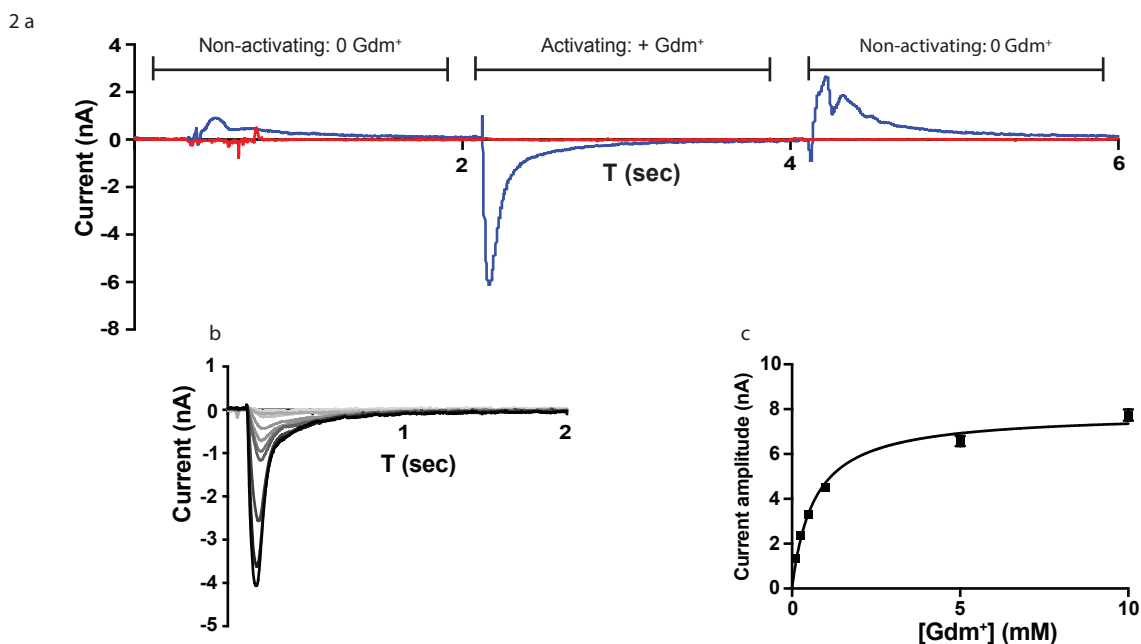 2 a
Non-activating: 0 Gdm⁺
Activating: + Gdm⁺
Non-activating: 0 Gdm⁺
4
2
0
-2
-4
-6
-8
Current (nA)
2
4
6
T (sec)
b
1
0
-1
-2
-3
-4
-5
Current (nA)
1
2
T (sec)
c
10
8
6
4
2
0
Current amplitude (nA)
0
5
10
[Gdm⁺] (mM)